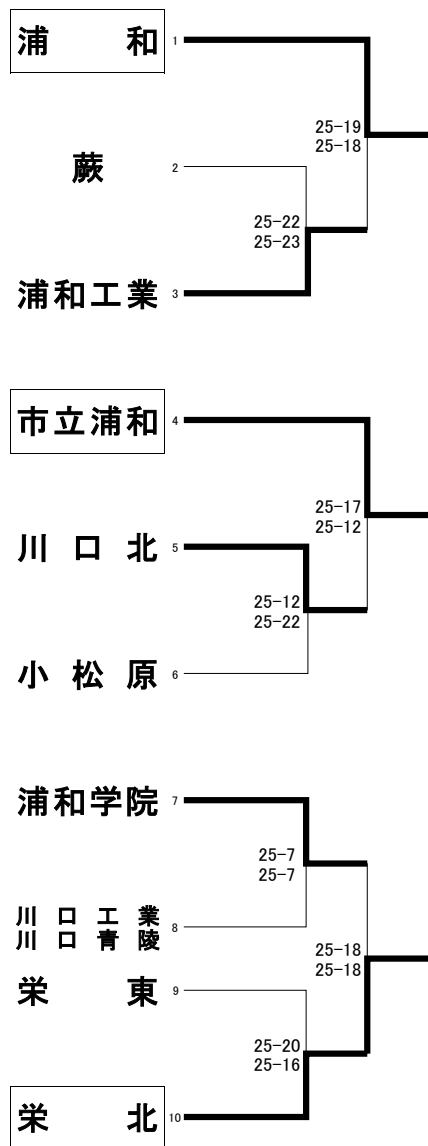 浦 和
1
25-19
25-18
蕨
2
25-22
25-23
浦和工業
3
市立浦和
4
25-17
25-12
川口北
5
25-12
25-22
小松原
6
浦和学院
7
25-7
25-7
川口工業
川口青陵
8
25-18
25-18
栄 東
9
25-20
25-16
栄 北
10